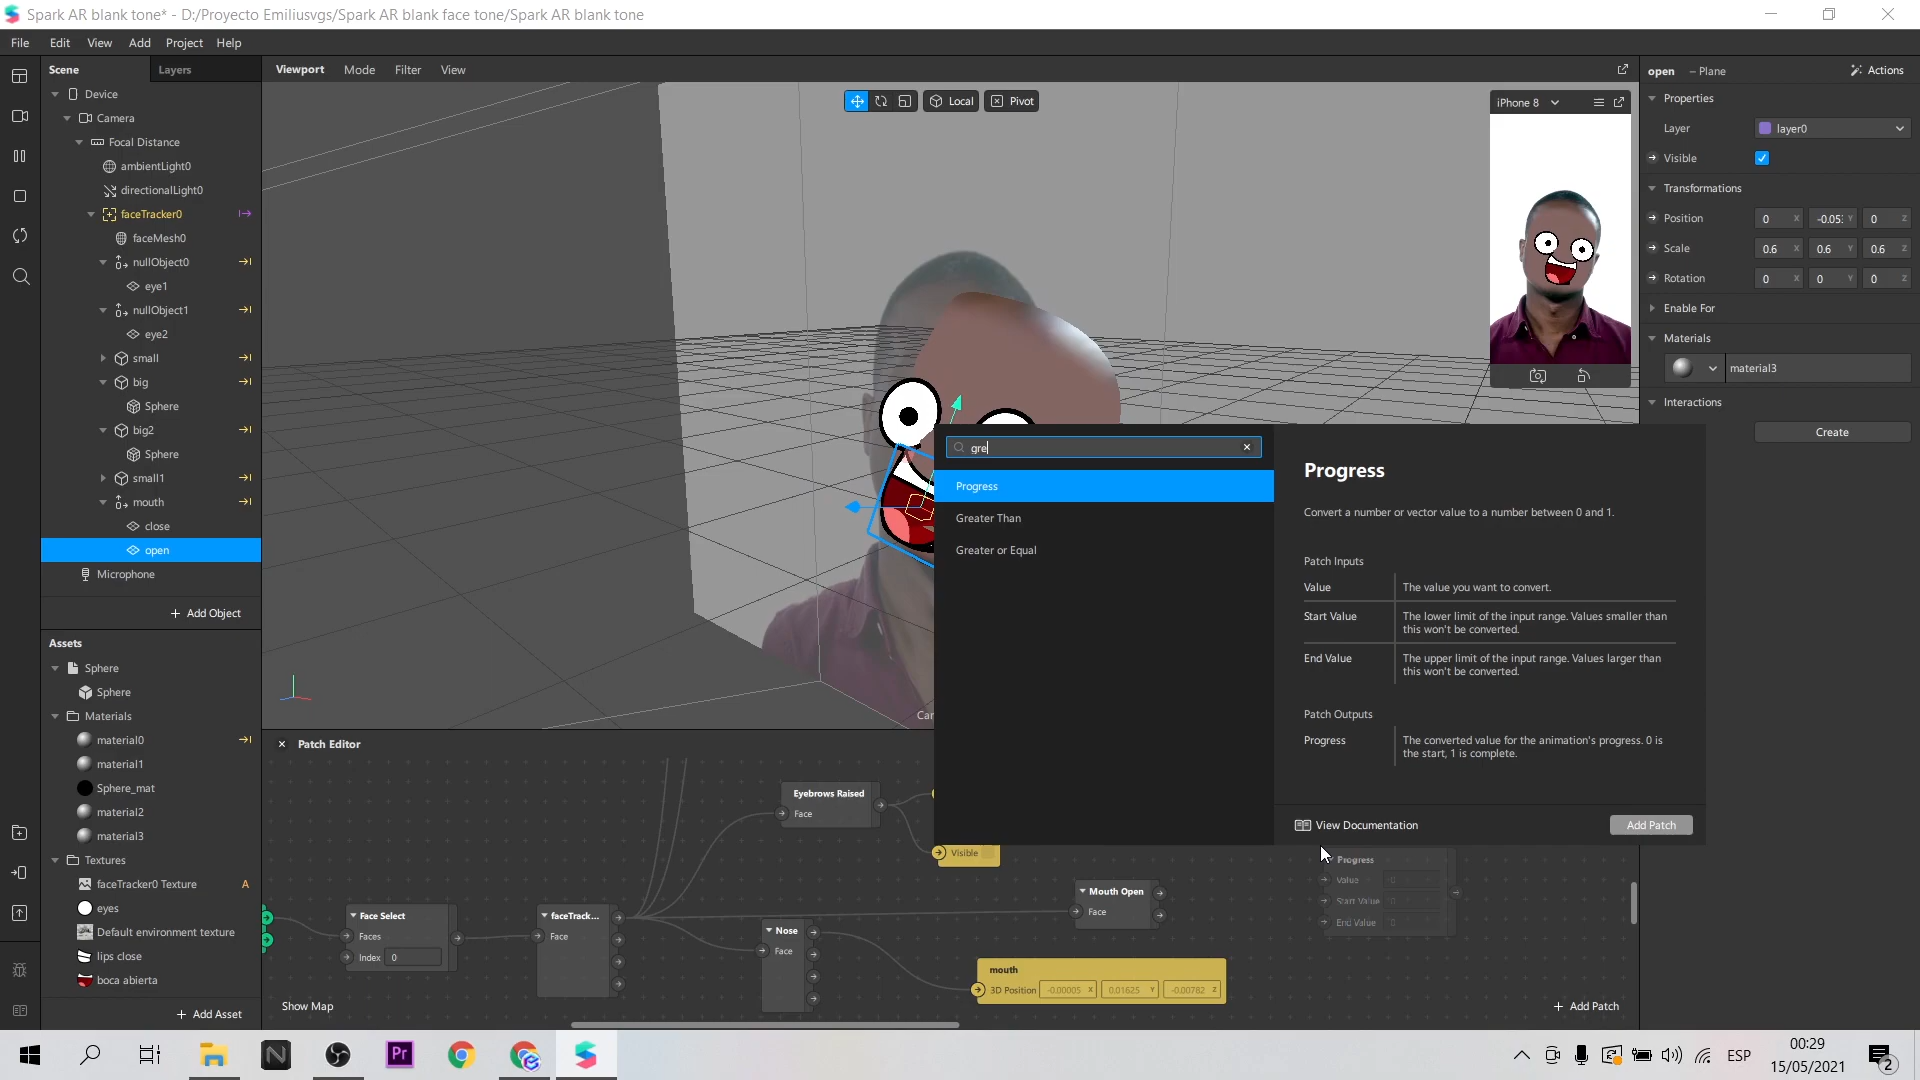 Spark AR blank tone* - D:/Proyecto Emiliusvgs/Spark AR blank face tone/Spark AR blank tone
File Edit View Add Project Help
Scene Layers
Device
Camera
Focal Distance
ambientLight0
directionalLight0
faceTracker0
faceMesh0
nullObject0
eye1
nullObject1
eye2
small
big
Sphere
big2
Sphere
small1
mouth
close
open
Microphone
+ Add Object
Assets
Sphere
Sphere
Materials
material0
material1
Sphere_mat
material2
material3
Textures
faceTracker0 Texture A
eyes
Default environment texture
lips close
boca abierta
+ Add Asset
Viewport Mode Filter View
Local Pivot
iPhone 8
gre
Progress
Greater Than
Greater or Equal
Progress
Convert a number or vector value to a number between 0 and 1.
Patch Inputs
Value The value you want to convert.
Start Value The lower limit of the input range. Values smaller than
this won't be converted.
End Value The upper limit of the input range. Values larger than
this won't be converted.
Patch Outputs
Progress The converted value for the animation's progress. 0 is
the start, 1 is complete.
View Documentation Add Patch
Patch Editor
Eyebrows Raised
Face
Visible
Face Select
Faces
Index 0
faceTrack...
Face
Nose
Face
Mouth Open
Face
mouth
3D Position -0.00005 X 0.01625 Y -0.00782 Z
Progress
Value 0
Start Value 0
End Value 0
Show Map
+ Add Patch
open – Plane Actions
Properties
Layer layer0
Visible
Transformations
Position 0 X -0.05 Y 0 Z
Scale 0.6 X 0.6 Y 0.6 Z
Rotation 0 X 0 Y 0 Z
Enable For
Materials
material3
Interactions
Create
N Pr ESP
00:29
15/05/2021
2